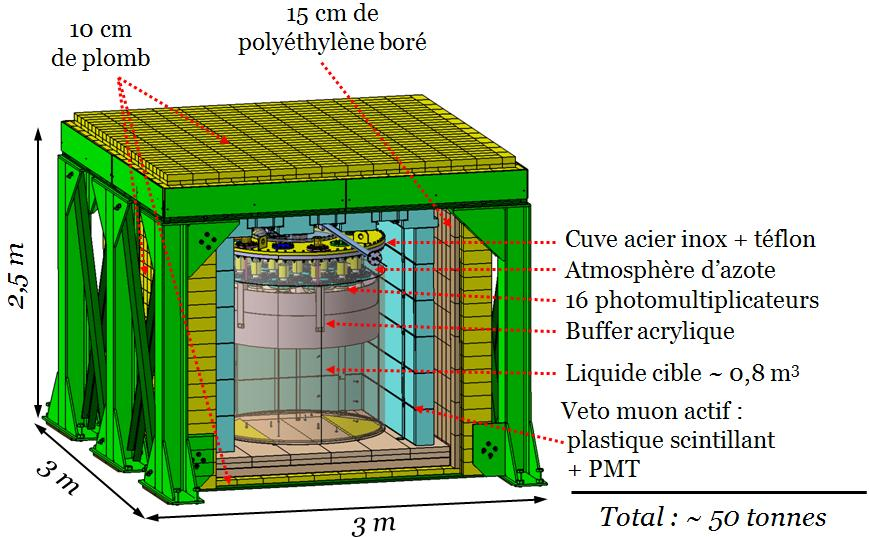 10 cm
de plomb
15 cm de
polyéthylène boré
2,5 m
3 m
3 m
Cuve acier inox + téflon
Atmosphère d’azote
16 photomultiplicateurs
Buffer acrylique
Liquide cible ~ 0,8 m³
Veto muon actif :
plastique scintillant
+ PMT
Total : ~ 50 tonnes